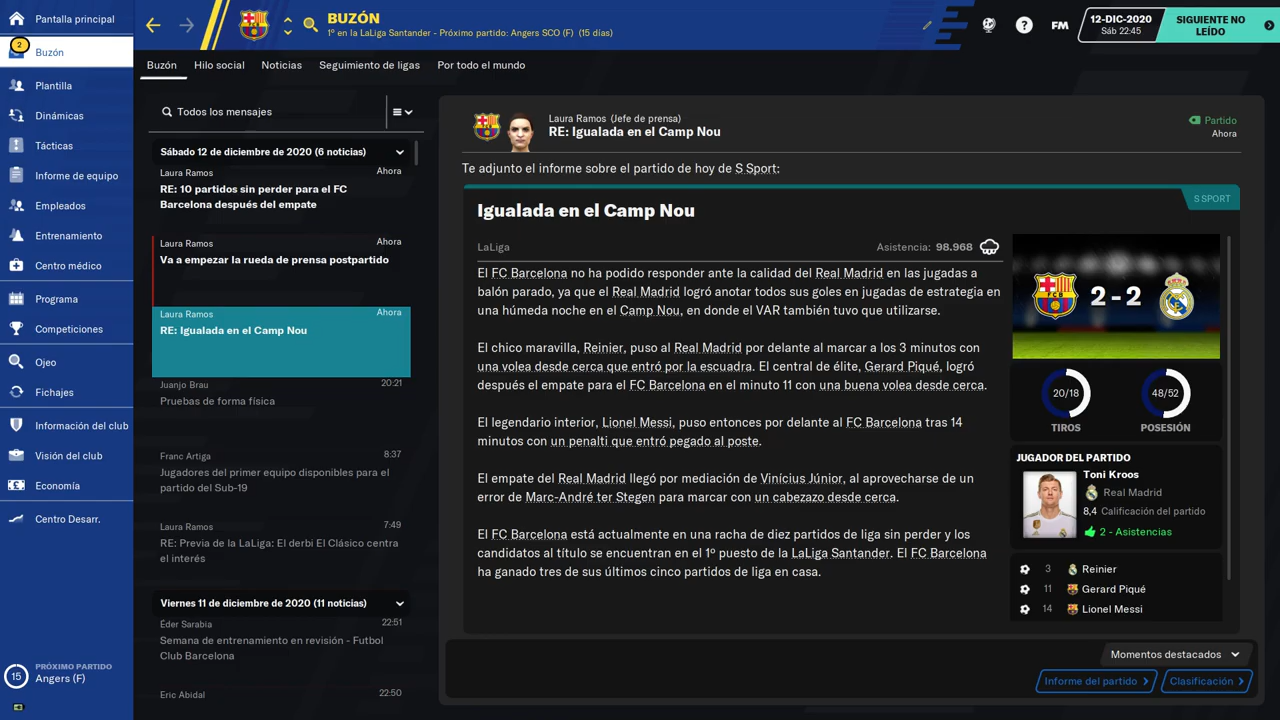 Pantalla principal
2
Buzón
Plantilla
Dinámicas
Tácticas
Informe de equipo
Empleados
Entrenamiento
Centro médico
Programa
Competiciones
Ojeo
Fichajes
Información del club
Visión del club
Economía
Centro Desarr.
15
PRÓXIMO PARTIDO
Angers (F)
BUZÓN
1º en la LaLiga Santander - Próximo partido: Angers SCO (F) (15 días)
?
FM
12-DIC-2020
Sáb 22:45
SIGUIENTE NO
LEÍDO
Buzón
Hilo social
Noticias
Seguimiento de ligas
Por todo el mundo
Todos los mensajes
Sábado 12 de diciembre de 2020 (6 noticias)
Laura Ramos
Ahora
RE: 10 partidos sin perder para el FC
Barcelona después del empate
Laura Ramos
Ahora
Va a empezar la rueda de prensa postpartido
Laura Ramos
Ahora
RE: Igualada en el Camp Nou
Juanjo Brau
20:21
Pruebas de forma física
Franc Artiga
8:37
Jugadores del primer equipo disponibles para el
partido del Sub-19
Laura Ramos
7:49
RE: Previa de la LaLiga: El derbi El Clásico centra
el interés
Viernes 11 de diciembre de 2020 (11 noticias)
Éder Sarabia
22:51
Semana de entrenamiento en revisión - Futbol
Club Barcelona
Eric Abidal
22:50
Laura Ramos (Jefe de prensa)
RE: Igualada en el Camp Nou
Partido
Ahora
Te adjunto el informe sobre el partido de hoy de S Sport:
S SPORT
Igualada en el Camp Nou
LaLiga
Asistencia: 98.968
El FC Barcelona no ha podido responder ante la calidad del Real Madrid en las jugadas a
balón parado, ya que el Real Madrid logró anotar todos sus goles en jugadas de estrategia en
una húmeda noche en el Camp Nou, en donde el VAR también tuvo que utilizarse.
El chico maravilla, Reinier, puso al Real Madrid por delante al marcar a los 3 minutos con
una volea desde cerca que entró por la escuadra. El central de élite, Gerard Piqué, logró
después el empate para el FC Barcelona en el minuto 11 con una buena volea desde cerca.
El legendario interior, Lionel Messi, puso entonces por delante al FC Barcelona tras 14
minutos con un penalti que entró pegado al poste.
El empate del Real Madrid llegó por mediación de Vinícius Júnior, al aprovecharse de un
error de Marc-André ter Stegen para marcar con un cabezazo desde cerca.
El FC Barcelona está actualmente en una racha de diez partidos de liga sin perder y los
candidatos al título se encuentran en el 1º puesto de la LaLiga Santander. El FC Barcelona
ha ganado tres de sus últimos cinco partidos de liga en casa.
2 - 2
20/18
TIROS
48/52
POSESIÓN
JUGADOR DEL PARTIDO
Toni Kroos
Real Madrid
8,4 Calificación del partido
2 - Asistencias
3 Reinier
11 Gerard Piqué
14 Lionel Messi
Momentos destacados
Informe del partido
Clasificación